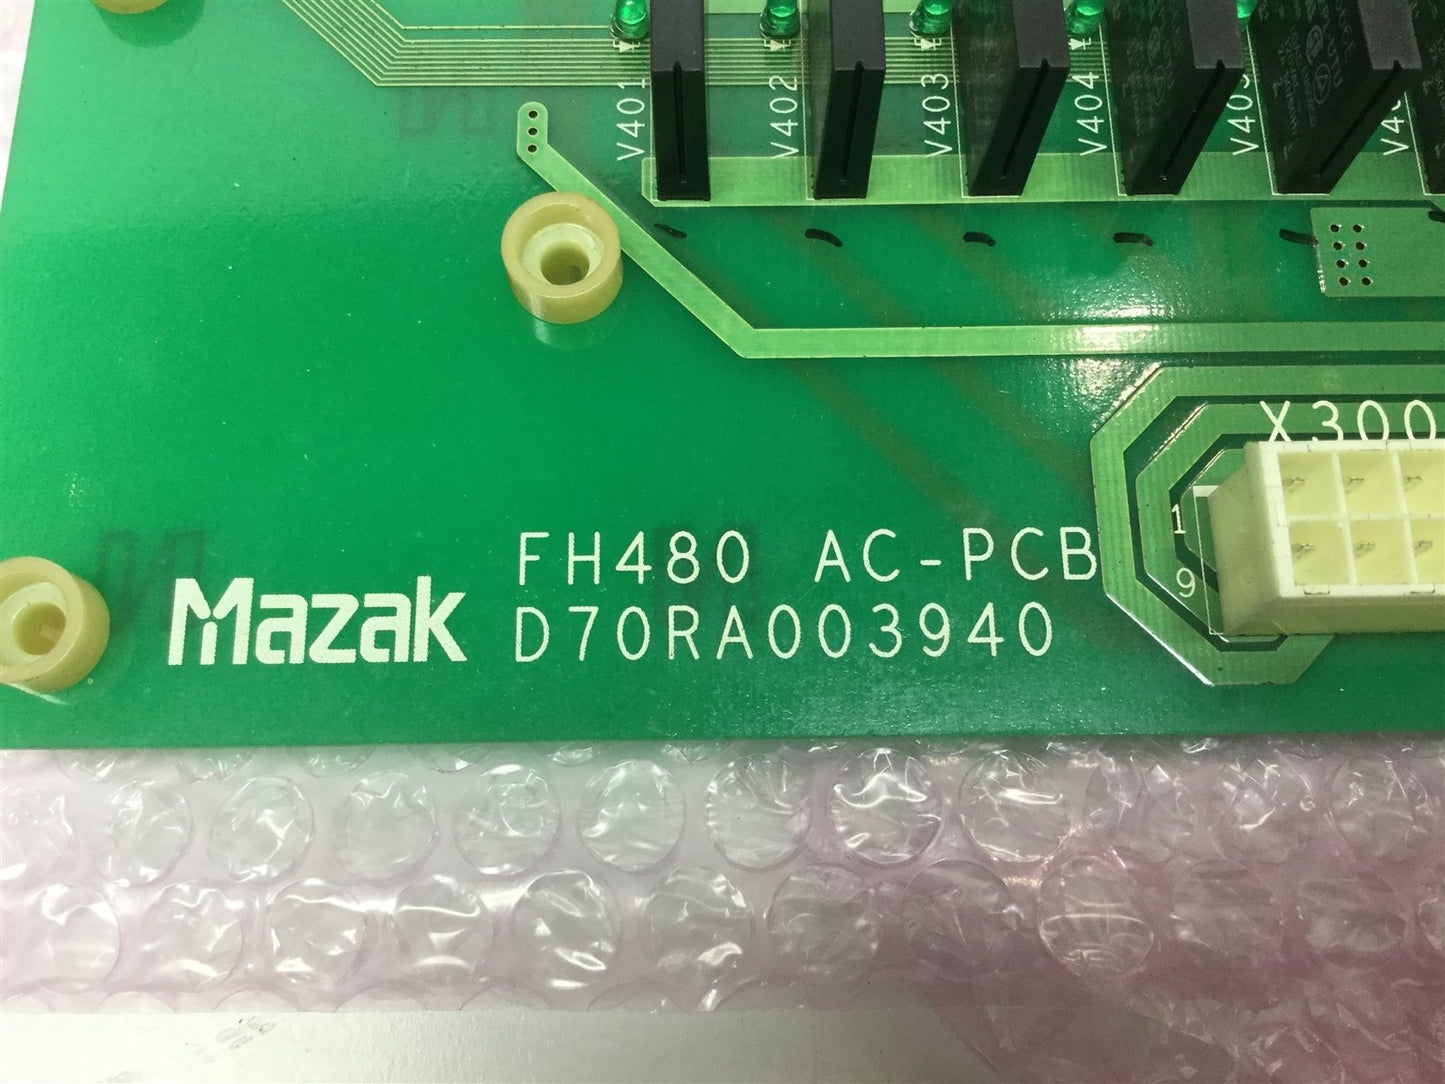 V401
V402
V403
V404
X300
1
9
Mazak
FH480 AC-PCB
D70RA003940